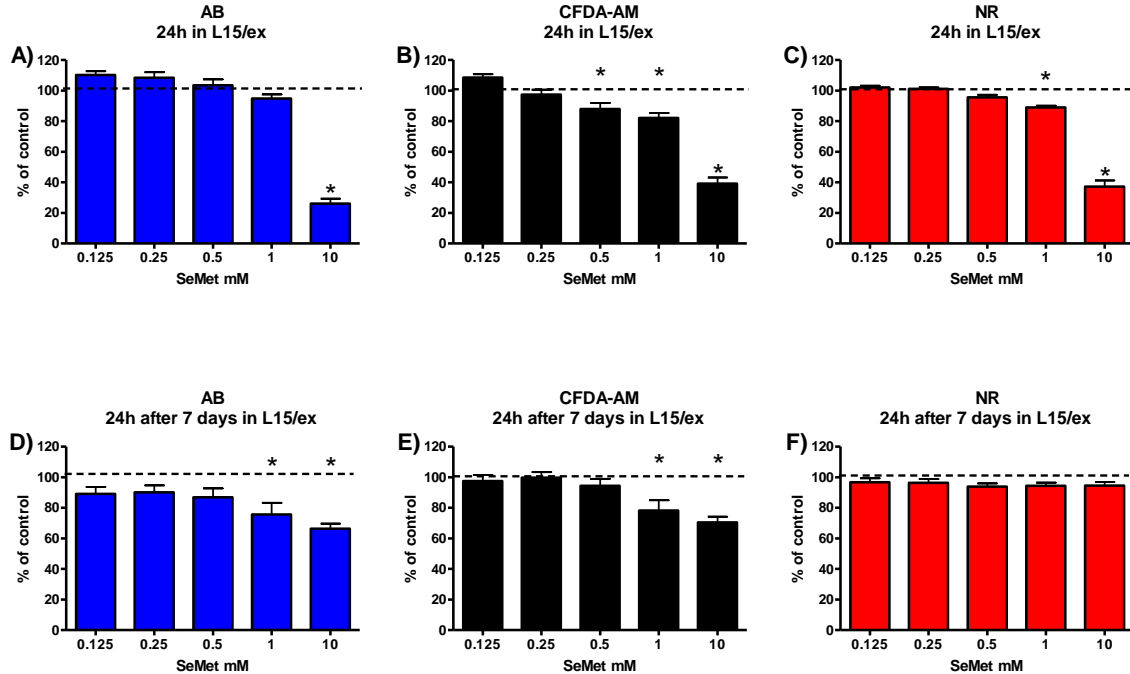 AB
24h in L15/ex
A)
120
100
80
60
40
20
0
% of control
*
0.125 0.25 0.5 1 10
SeMet mM
CFDA-AM
24h in L15/ex
B)
120
100
80
60
40
20
0
% of control
* * *
0.125 0.25 0.5 1 10
SeMet mM
NR
24h in L15/ex
C)
120
100
80
60
40
20
0
% of control
* *
0.125 0.25 0.5 1 10
SeMet mM
AB
24h after 7 days in L15/ex
D)
120
100
80
60
40
20
0
% of control
* *
0.125 0.25 0.5 1 10
SeMet mM
CFDA-AM
24h after 7 days in L15/ex
E)
120
100
80
60
40
20
0
% of control
* *
0.125 0.25 0.5 1 10
SeMet mM
NR
24h after 7 days in L15/ex
F)
120
100
80
60
40
20
0
% of control
0.125 0.25 0.5 1 10
SeMet mM